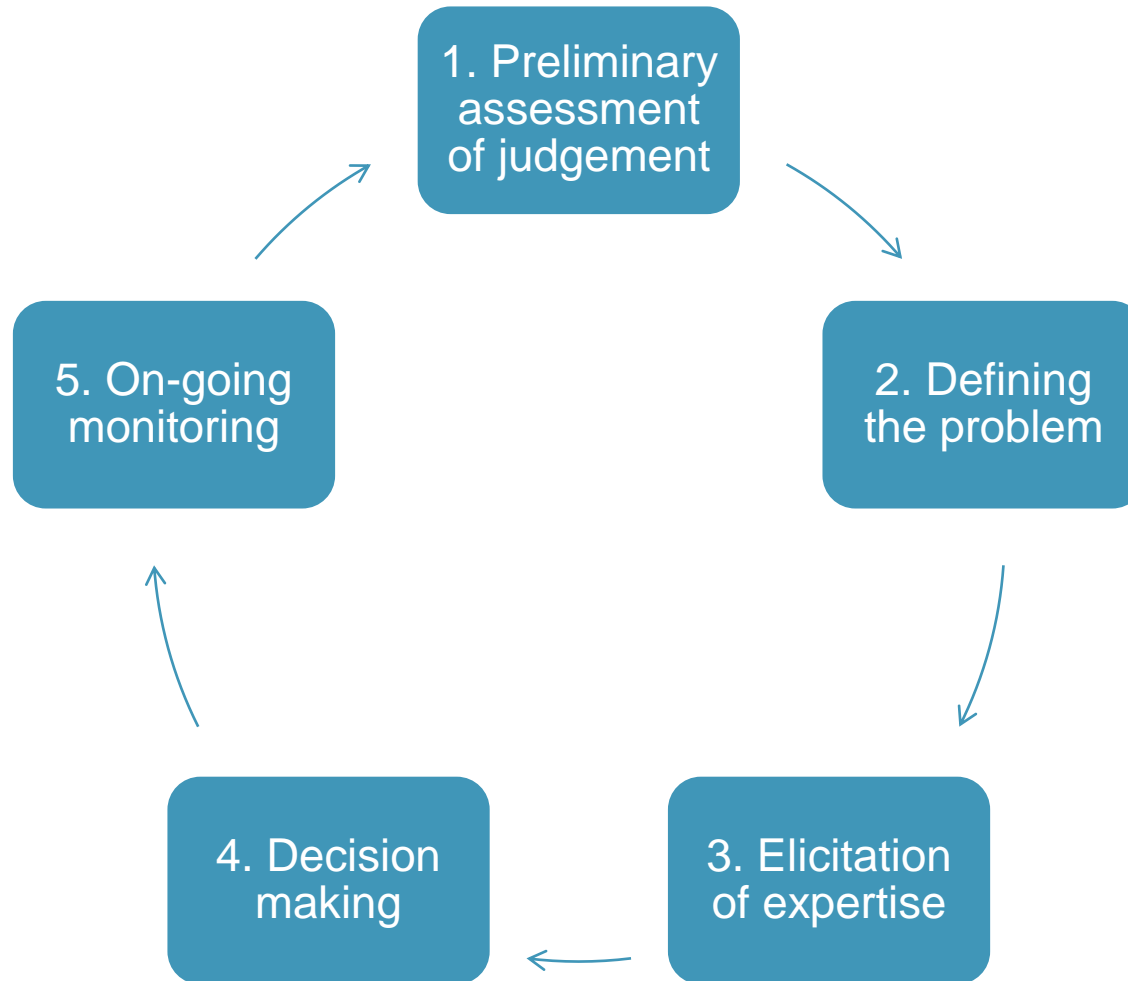 1. Preliminary
assessment
of judgement
2. Defining
the problem
3. Elicitation
of expertise
4. Decision
making
5. On-going
monitoring